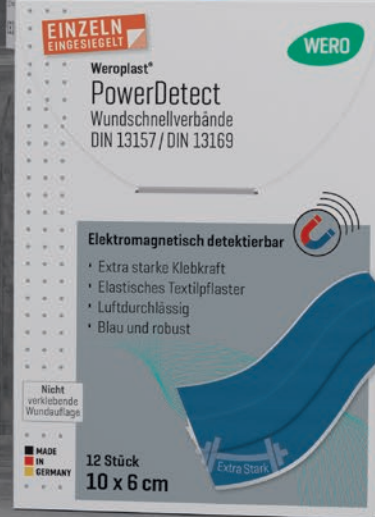 EINZELN
EINGESIEGELT
WERO
Weroplast®
PowerDetect
Wundschnellverbände
DIN 13157 / DIN 13169
Elektromagnetisch detektierbar
• Extra starke Klebkraft
• Elastisches Textilpflaster
• Luftdurchlässig
• Blau und robust
Nicht
verklebende
Wundauflage
MADE
IN
GERMANY
12 Stück
10 x 6 cm
Extra Stark